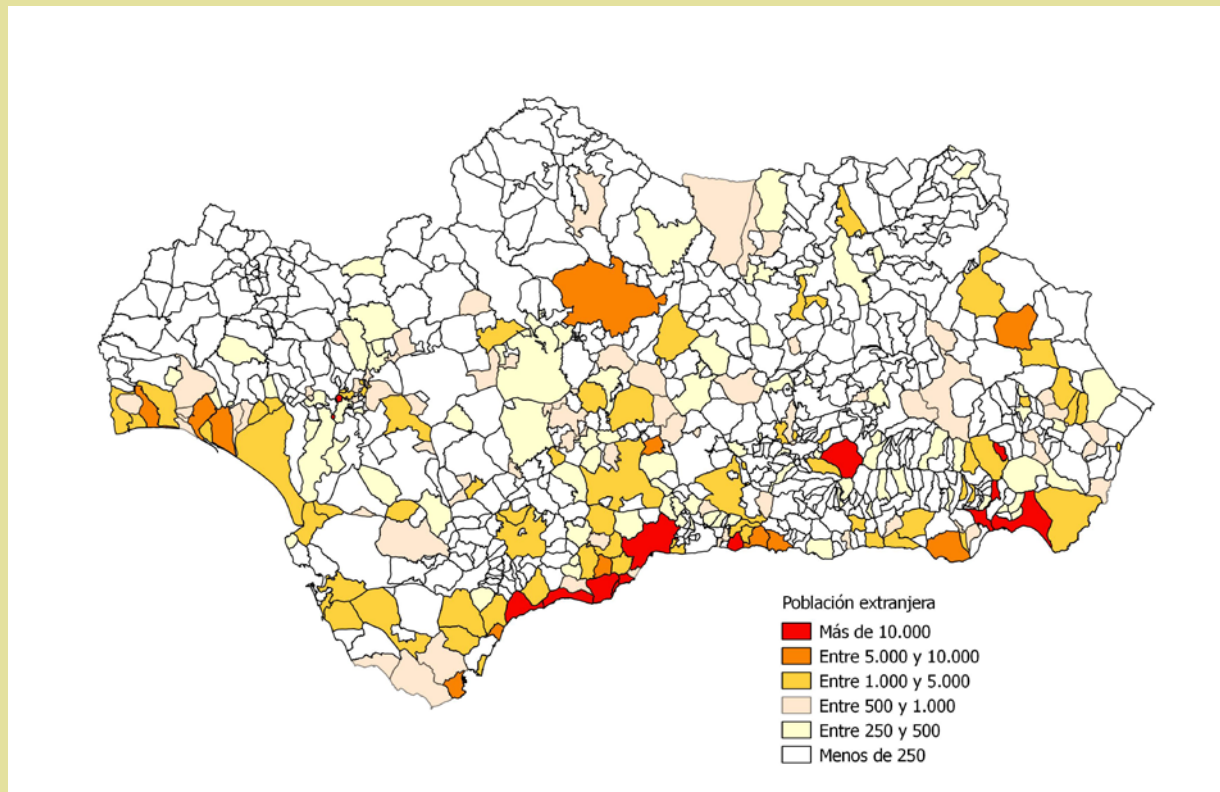 Población extranjera
Más de 10.000
Entre 5.000 y 10.000
Entre 1.000 y 5.000
Entre 500 y 1.000
Entre 250 y 500
Menos de 250